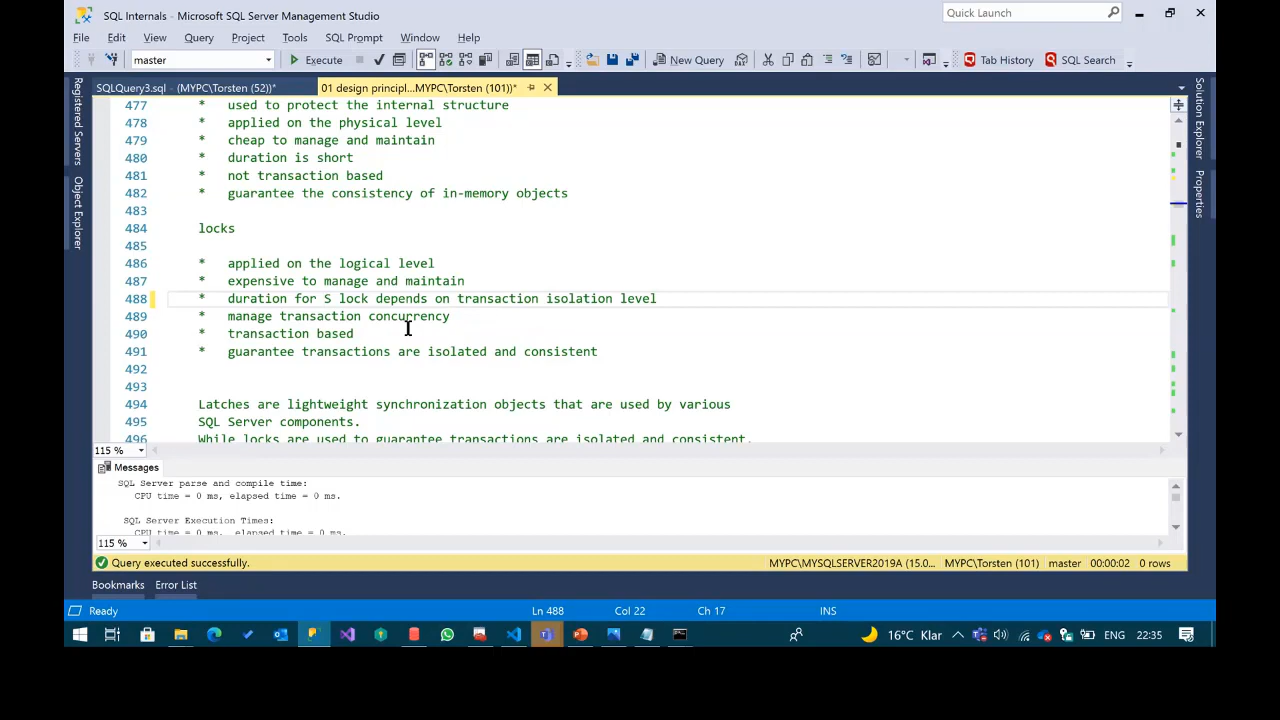 SQL Internals - Microsoft SQL Server Management Studio
Quick Launch
File Edit View Query Project Tools SQL Prompt Window Help
master
Execute
New Query
Tab History
SQL Search
SQLQuery3.sql - (MYPC\Torsten (52))*
01 design principl...MYPC\Torsten (101))*
Registered Servers
Object Explorer
Solution Explorer
Properties
477 * used to protect the internal structure
478 * applied on the physical level
479 * cheap to manage and maintain
480 * duration is short
481 * not transaction based
482 * guarantee the consistency of in-memory objects
483
484 locks
485
486 * applied on the logical level
487 * expensive to manage and maintain
488 * duration for S lock depends on transaction isolation level
489 * manage transaction concurrency
490 * transaction based
491 * guarantee transactions are isolated and consistent
492
493
494 Latches are lightweight synchronization objects that are used by various
495 SQL Server components.
496 While locks are used to guarantee transactions are isolated and consistent,
115 %
Messages
SQL Server parse and compile time:
CPU time = 0 ms, elapsed time = 0 ms.
SQL Server Execution Times:
CPU time = 0 ms, elapsed time = 0 ms.
115 %
Query executed successfully.
MYPC\MYSQLSERVER2019A (15.0... MYPC\Torsten (101) master 00:00:02 0 rows
Bookmarks Error List
Ready
Ln 488 Col 22 Ch 17 INS
16°C Klar
ENG
22:35